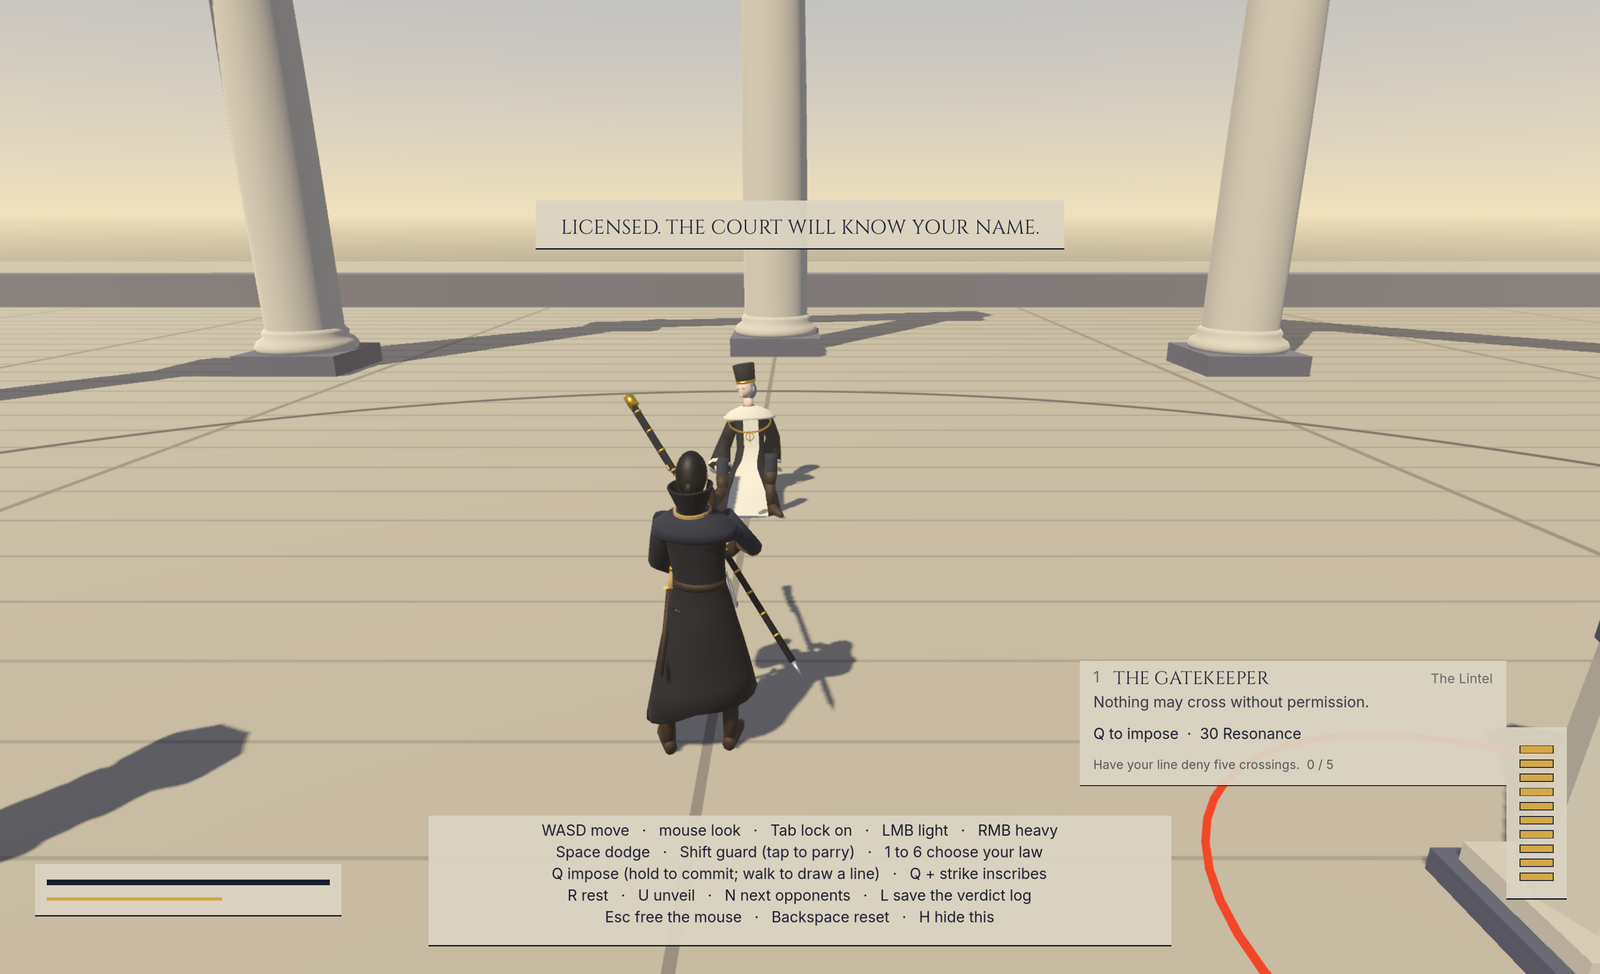 LICENSED. THE COURT WILL KNOW YOUR NAME.
1 THE GATEKEEPER The Lintel
Nothing may cross without permission.
Q to impose · 30 Resonance
Have your line deny five crossings. 0 / 5
WASD move · mouse look · Tab lock on · LMB light · RMB heavy
Space dodge · Shift guard (tap to parry) · 1 to 6 choose your law
Q impose (hold to commit; walk to draw a line) · Q + strike inscribes
R rest · U unveil · N next opponents · L save the verdict log
Esc free the mouse · Backspace reset · H hide this